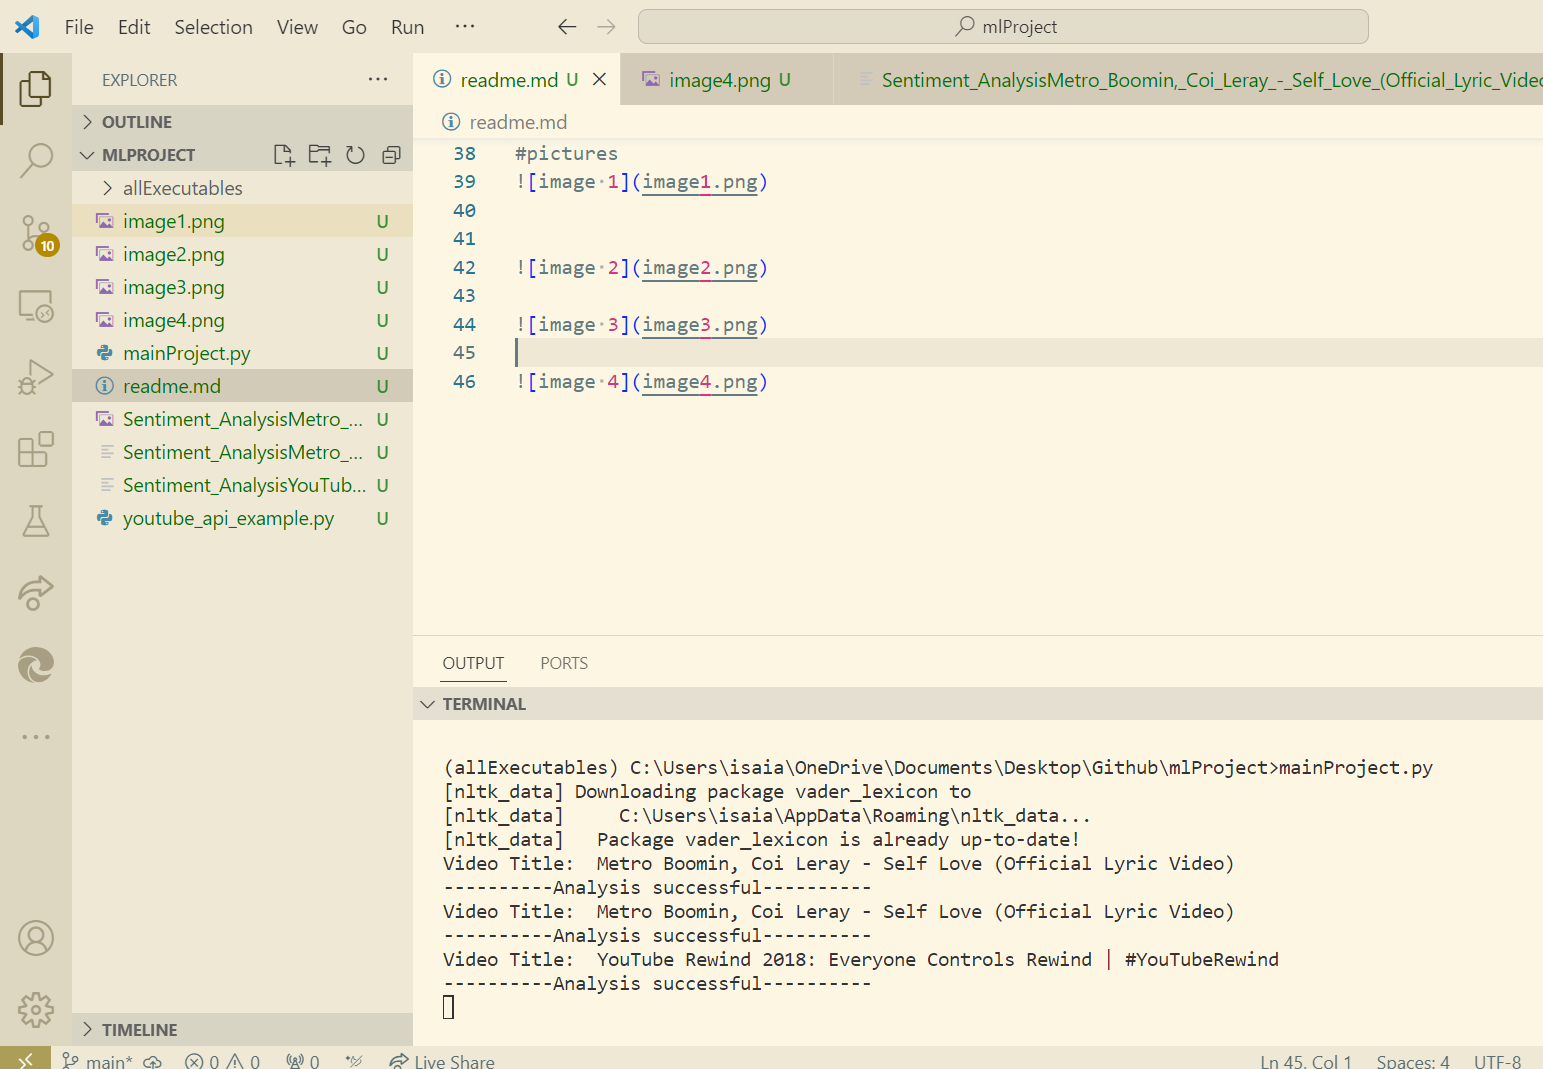 File Edit Selection View Go Run ··· mlProject
EXPLORER ···
OUTLINE
MLPROJECT
allExecutables
image1.png U
image2.png U
image3.png U
image4.png U
mainProject.py U
readme.md U
Sentiment_AnalysisMetro_... U
Sentiment_AnalysisMetro_... U
Sentiment_AnalysisYouTub... U
youtube_api_example.py U
TIMELINE
10
readme.md U image4.png U Sentiment_AnalysisMetro_Boomin,_Coi_Leray_-_Self_Love_(Official_Lyric_Video
readme.md
38 #pictures
39 ![image·1](image1.png)
40
41
42 ![image·2](image2.png)
43
44 ![image·3](image3.png)
45
46 ![image·4](image4.png)
OUTPUT PORTS
TERMINAL
(allExecutables) C:\Users\isaia\OneDrive\Documents\Desktop\Github\mlProject>mainProject.py
[nltk_data] Downloading package vader_lexicon to
[nltk_data]     C:\Users\isaia\AppData\Roaming\nltk_data...
[nltk_data]   Package vader_lexicon is already up-to-date!
Video Title:  Metro Boomin, Coi Leray - Self Love (Official Lyric Video)
----------Analysis successful----------
Video Title:  Metro Boomin, Coi Leray - Self Love (Official Lyric Video)
----------Analysis successful----------
Video Title:  YouTube Rewind 2018: Everyone Controls Rewind | #YouTubeRewind
----------Analysis successful----------
main* 0 0 0 Live Share Ln 45, Col 1 Spaces: 4 UTF-8